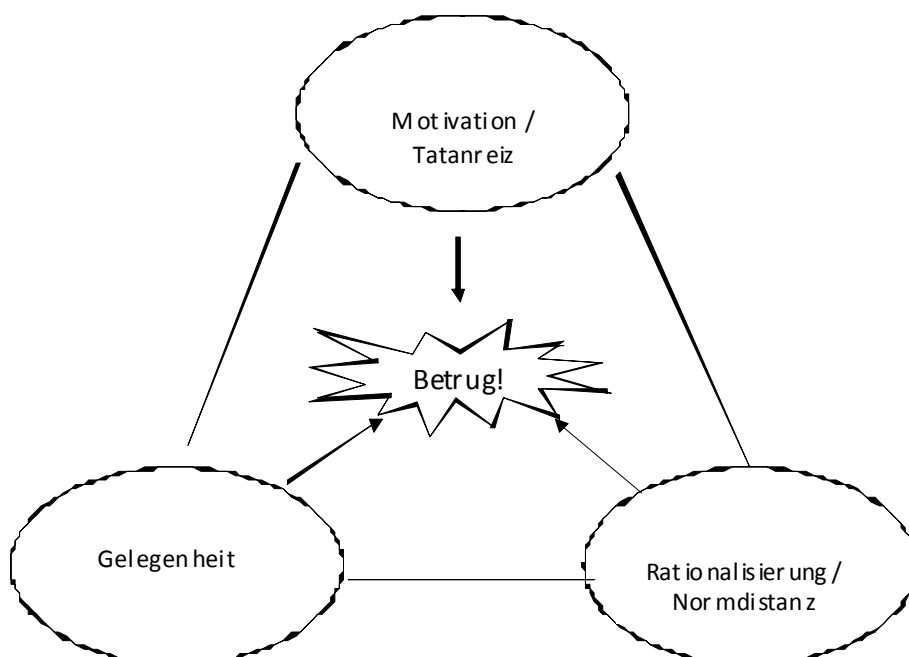 Motivation /
Tatanreiz
Betrug!
Gelegenheit
Rationalisierung/
Normdistanz